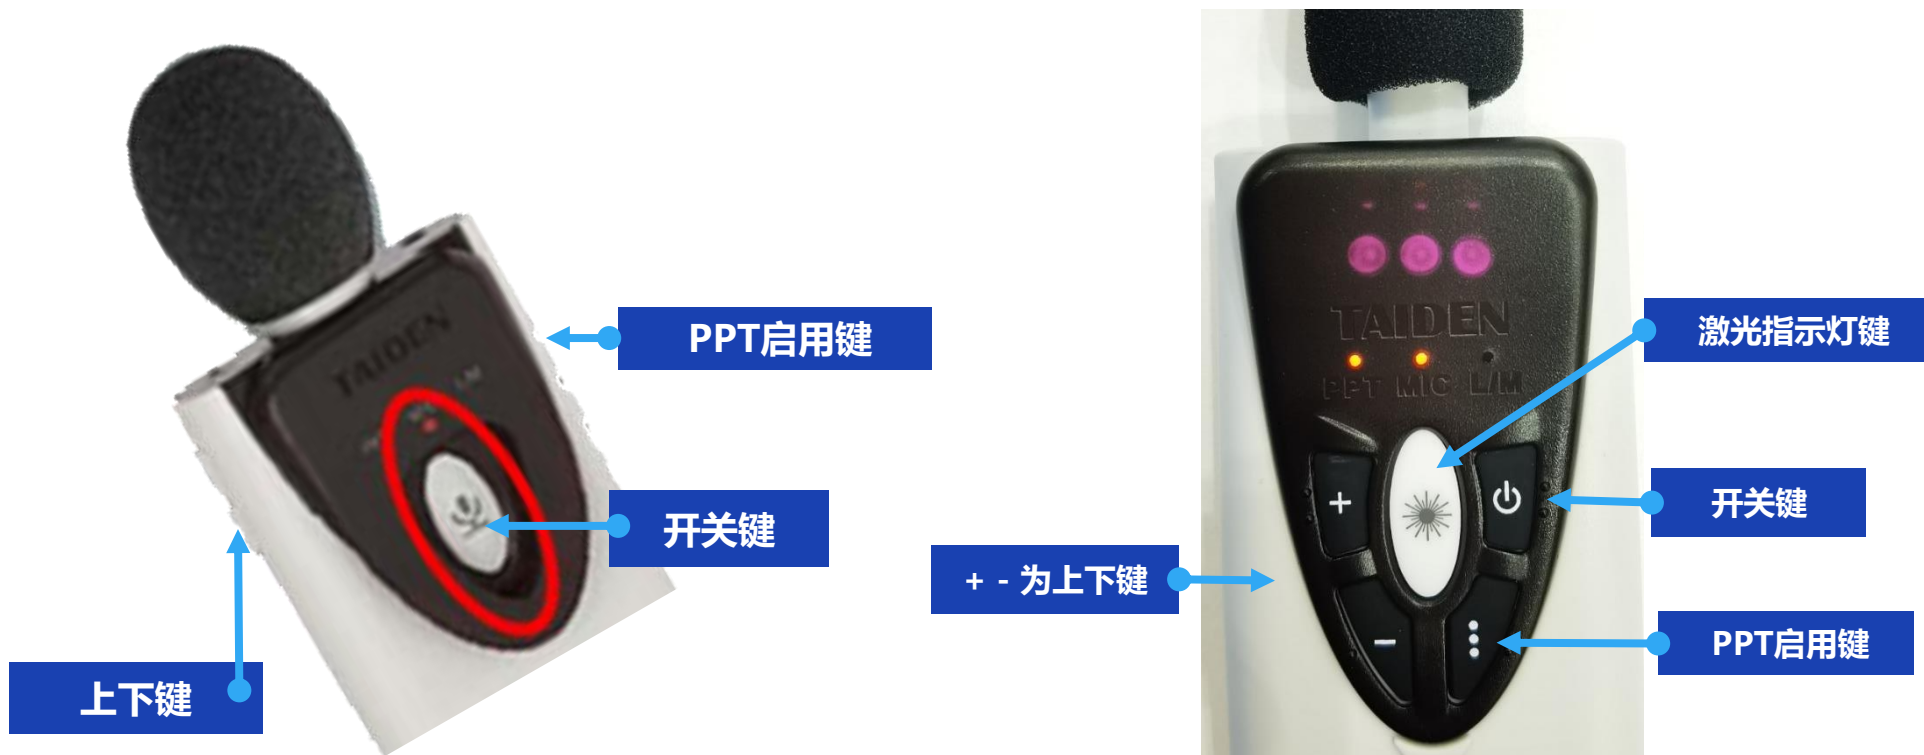 TAIDEN
PPT启用键
开关键
上下键
TAIDEN
PPT MIC L/M
激光指示灯键
+
开关键
+ - 为上下键
-
PPT启用键